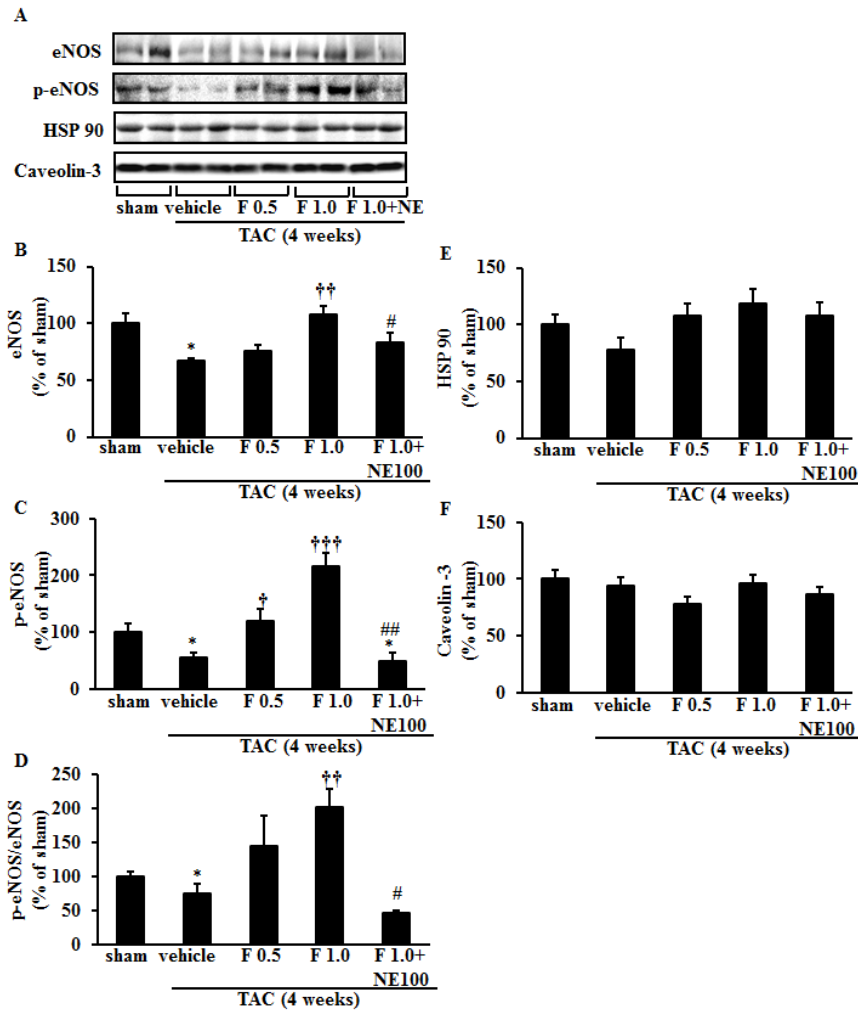 A
eNOS
p-eNOS
HSP 90
Caveolin-3
sham vehicle F 0.5 F 1.0 F 1.0+NE
TAC (4 weeks)
B
eNOS
(% of sham)
150
100
50
0
*
††
#
sham vehicle F 0.5 F 1.0 F 1.0+
NE100
TAC (4 weeks)
C
p-eNOS
(% of sham)
300
200
100
0
*
†
†††
##
*
sham vehicle F 0.5 F 1.0 F 1.0+
NE100
TAC (4 weeks)
D
p-eNOS/eNOS
(% of sham)
250
200
150
100
50
0
*
††
#
sham vehicle F 0.5 F 1.0 F 1.0+
NE100
TAC (4 weeks)
E
HSP 90
(% of sham)
150
100
50
0
sham vehicle F 0.5 F 1.0 F 1.0+
NE100
TAC (4 weeks)
F
Caveolin -3
(% of sham)
150
100
50
0
sham vehicle F 0.5 F 1.0 F 1.0+
NE100
TAC (4 weeks)